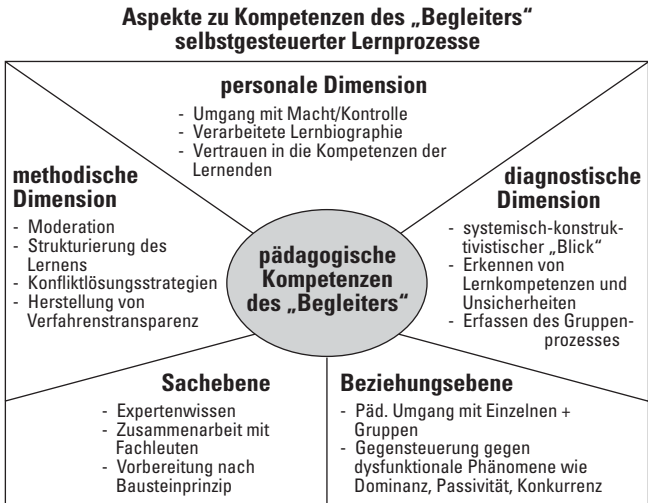 Aspekte zu Kompetenzen des „Begleiters“
selbstgesteuerter Lernprozesse
personale Dimension
- Umgang mit Macht/Kontrolle
- Verarbeitete Lernbiographie
- Vertrauen in die Kompetenzen der
Lernenden
methodische
Dimension
- Moderation
- Strukturierung des
Lernens
- Konfliktlösungsstrategien
- Herstellung von
Verfahrenstransparenz
diagnostische
Dimension
- systemisch-konstruk-
tivistischer „Blick“
- Erkennen von
Lernkompetenzen und
Unsicherheiten
- Erfassen des Gruppen-
prozesses
pädagogische
Kompetenzen
des „Begleiters“
Sachebene
- Expertenwissen
- Zusammenarbeit mit
Fachleuten
- Vorbereitung nach
Bausteinprinzip
Beziehungsebene
- Päd. Umgang mit Einzelnen +
Gruppen
- Gegensteuerung gegen
dysfunktionale Phänomene wie
Dominanz, Passivität, Konkurrenz